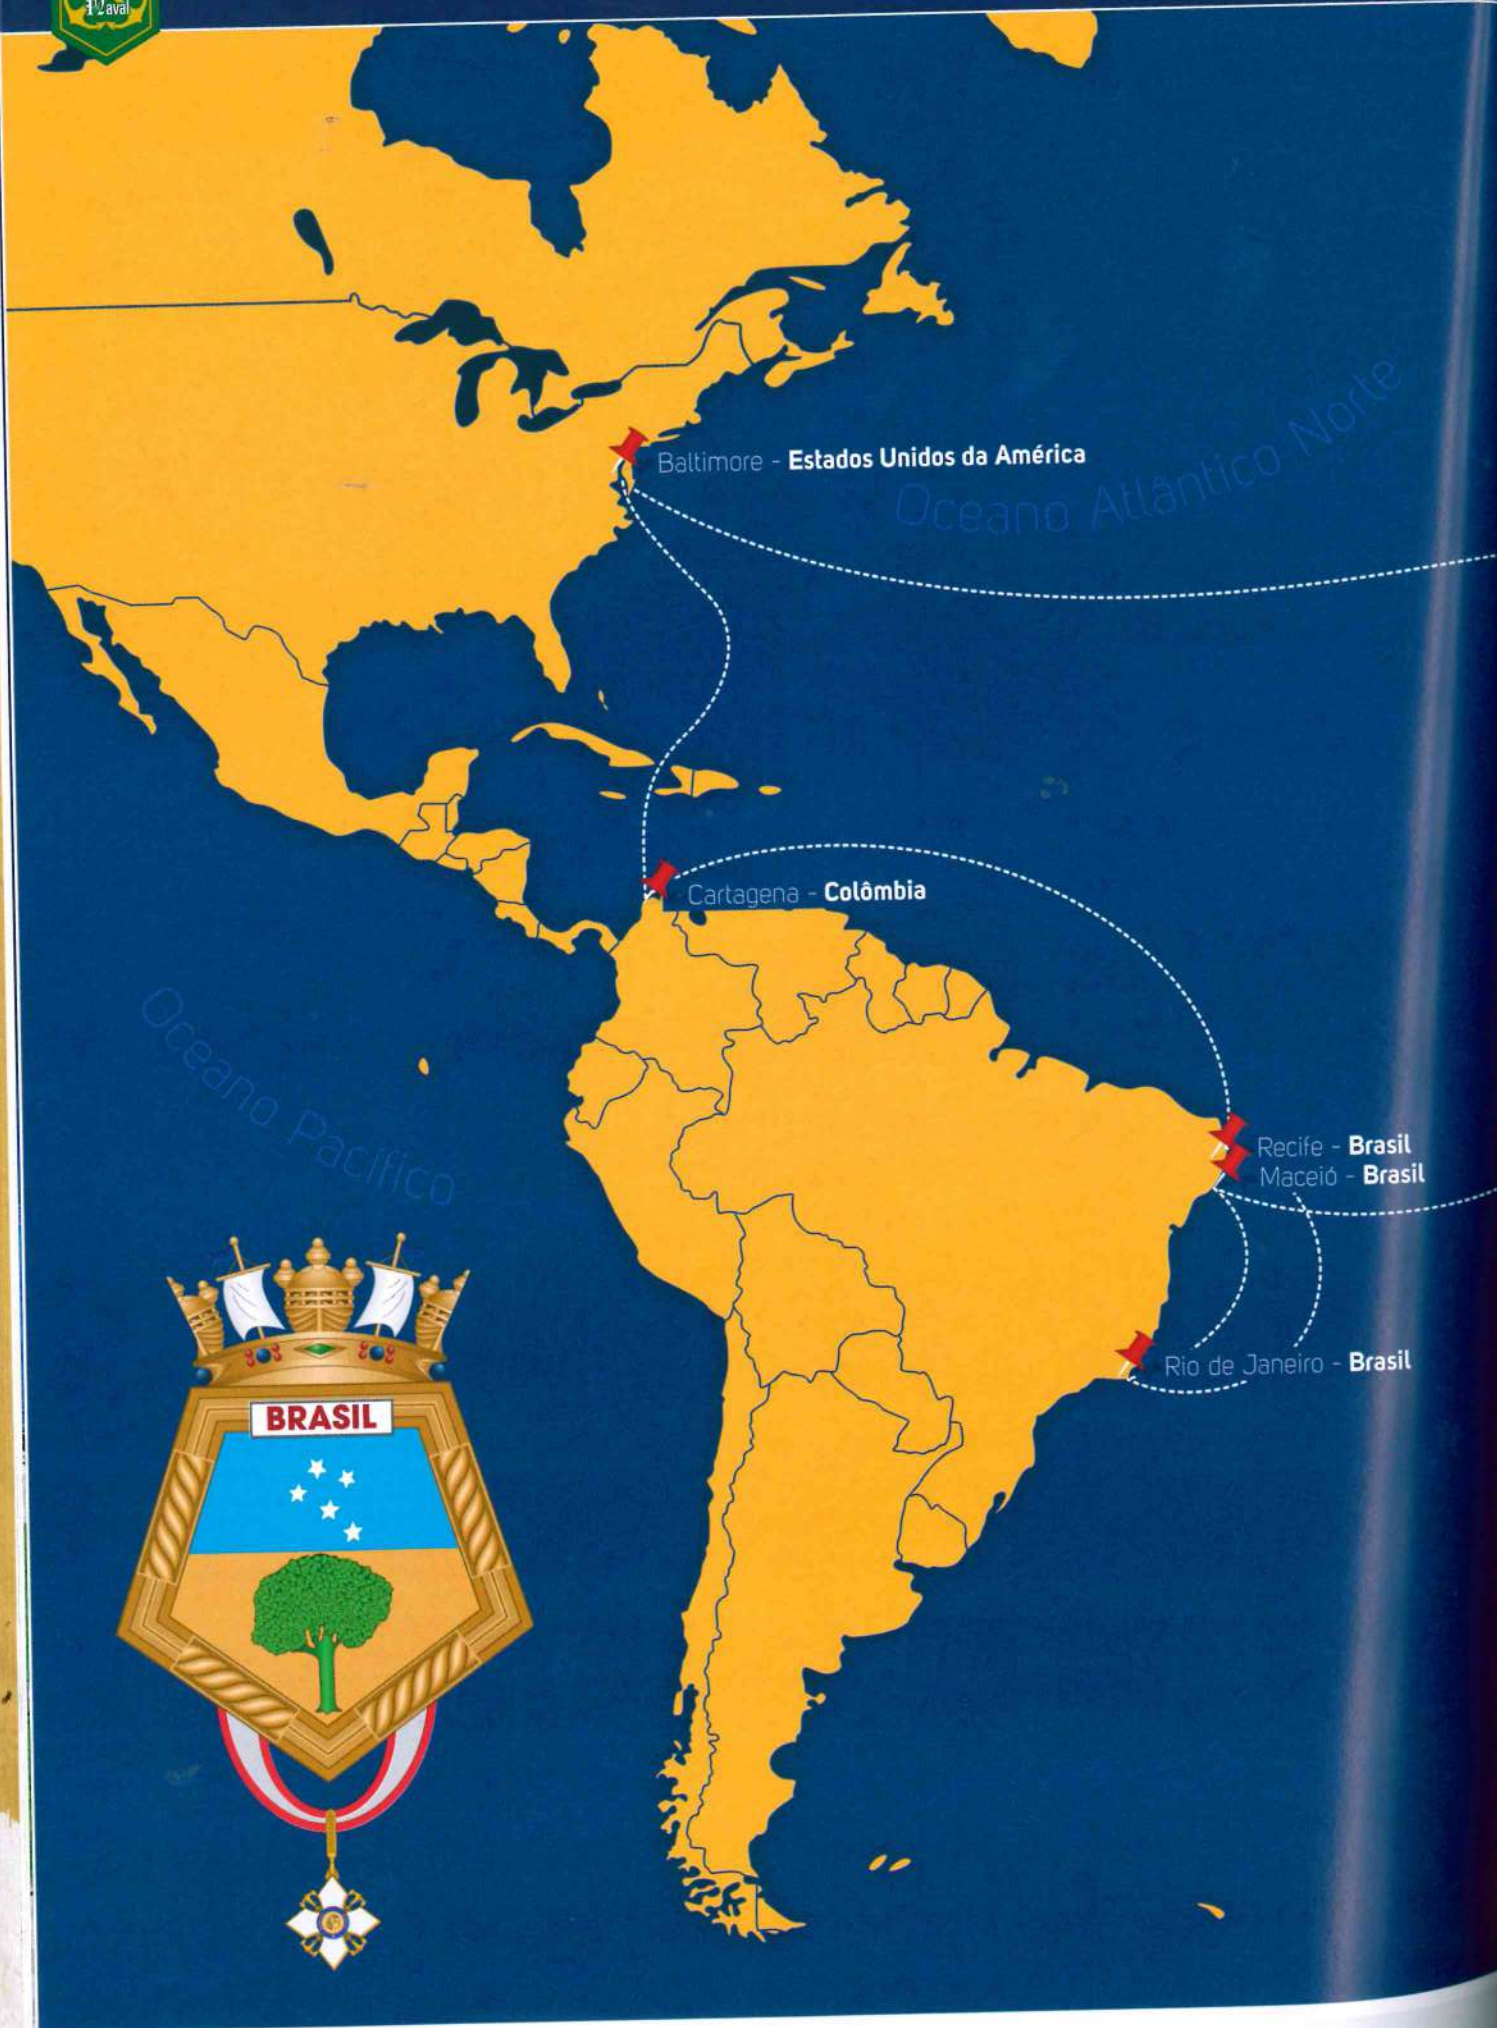 Naval
Baltimore - Estados Unidos da América
Oceano Atlântico Norte
Cartagena - Colômbia
Oceano Pacífico
Recife - Brasil
Maceió - Brasil
Rio de Janeiro - Brasil
BRASIL